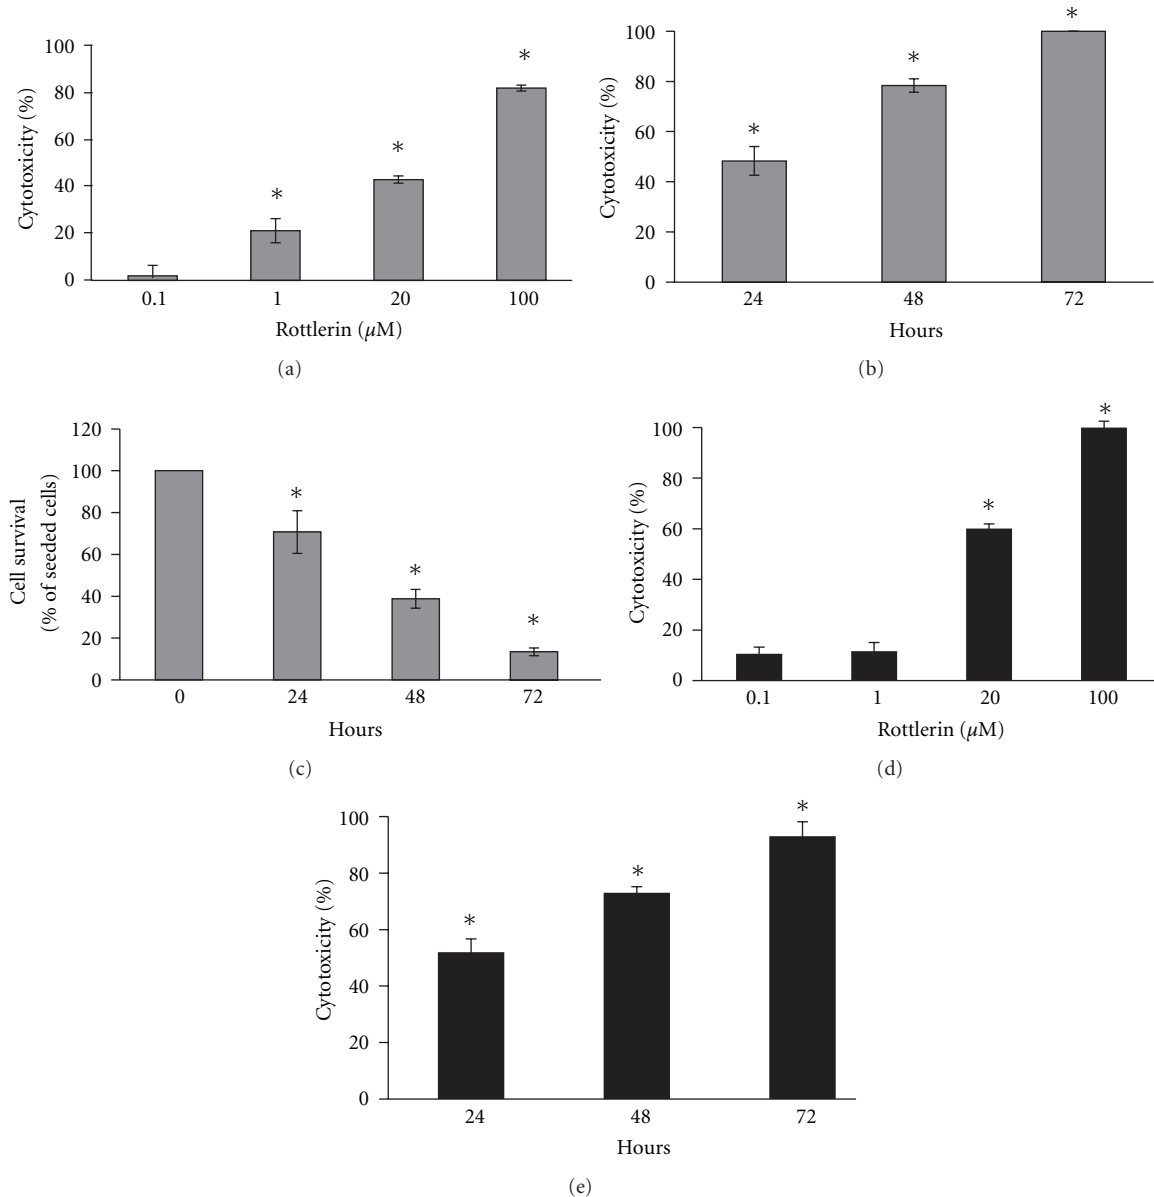 100
80
60
40
20
0
Cytotoxicity (%)
*
*
*
0.1 1 20 100
Rottlerin (μM)
(a)
100
80
60
40
20
0
Cytotoxicity (%)
*
*
*
24 48 72
Hours
(b)
120
100
80
60
40
20
0
Cell survival
(% of seeded cells)
*
*
*
0 24 48 72
Hours
(c)
100
80
60
40
20
0
Cytotoxicity (%)
*
*
0.1 1 20 100
Rottlerin (μM)
(d)
100
80
60
40
20
0
Cytotoxicity (%)
*
*
*
24 48 72
Hours
(e)